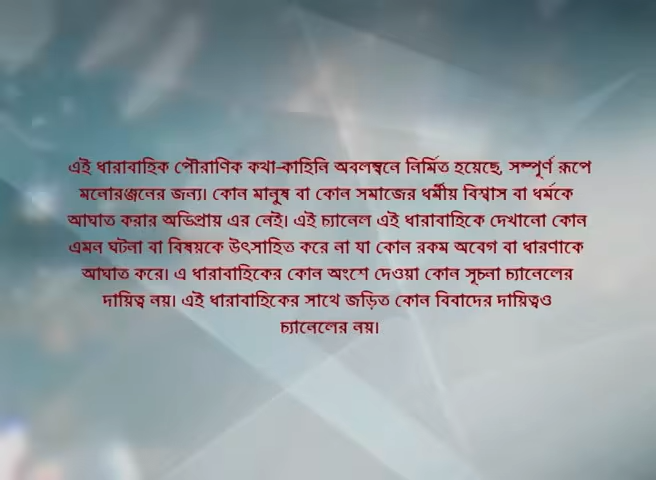 এই ধারাবাহিক পৌরাণিক কথা-কাহিনি অবলম্বনে নির্মিত হয়েছে, সম্পূর্ণ রূপে
মনোরঞ্জনের জন্য। কোন মানুষ বা কোন সমাজের ধর্মীয় বিশ্বাস বা ধর্মকে
আঘাত করার অভিপ্রায় এর নেই। এই চ্যানেল এই ধারাবাহিকে দেখানো কোন
এমন ঘটনা বা বিষয়কে উৎসাহিত করে না যা কোন রকম অবেগ বা ধারণাকে
আঘাত করে। এ ধারাবাহিকের কোন অংশে দেওয়া কোন সূচনা চ্যানেলের
দায়িত্ব নয়। এই ধারাবাহিকের সাথে জড়িত কোন বিবাদের দায়িত্বও
চ্যানেলের নয়।